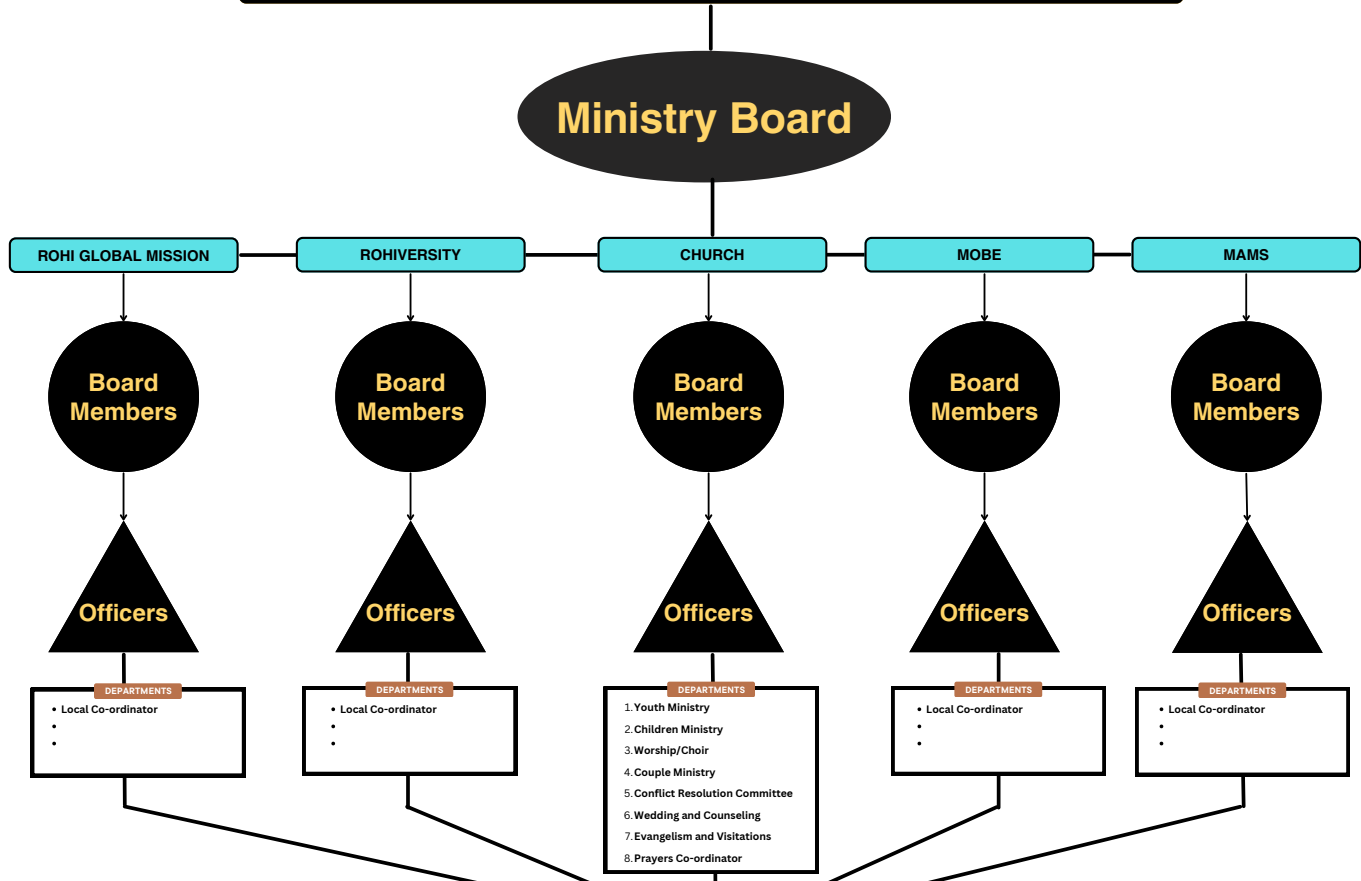 Ministry Board
ROHI GLOBAL MISSION
ROHIVERSITY
CHURCH
MOBE
MAMS
Board
Members
Board
Members
Board
Members
Board
Members
Board
Members
Officers
Officers
Officers
Officers
Officers
DEPARTMENTS
• Local Co-ordinator
•
•
DEPARTMENTS
• Local Co-ordinator
•
•
DEPARTMENTS
1. Youth Ministry
2. Children Ministry
3. Worship/Choir
4. Couple Ministry
5. Conflict Resolution Committee
6. Wedding and Counseling
7. Evangelism and Visitations
8. Prayers Co-ordinator
DEPARTMENTS
• Local Co-ordinator
•
•
DEPARTMENTS
• Local Co-ordinator
•
•